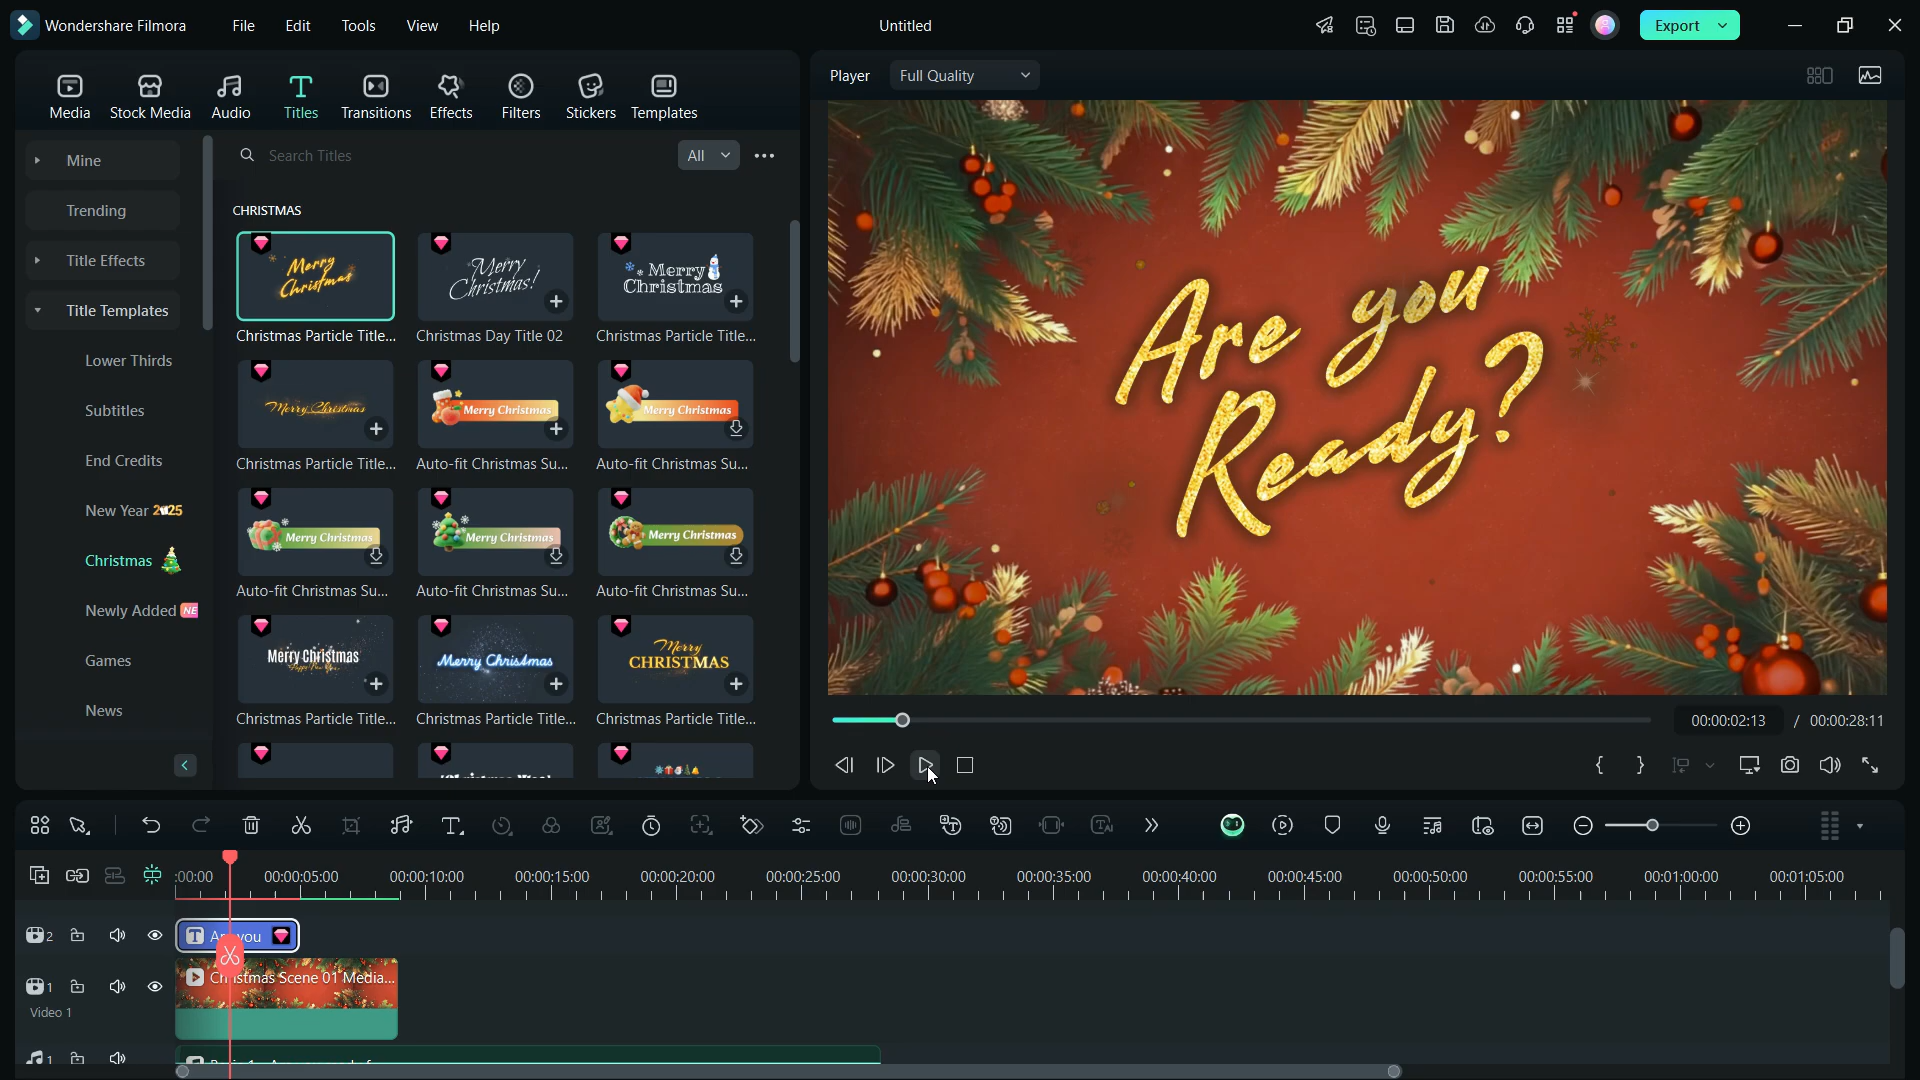 Wondershare Filmora
File
Edit
Tools
View
Help
Untitled
Export
Media
Stock Media
Audio
Titles
Transitions
Effects
Filters
Stickers
Templates
Player
Full Quality
Mine
Trending
Title Effects
Title Templates
Lower Thirds
Subtitles
End Credits
New Year 2025
Christmas
Newly Added NE
Games
News
Search Titles
All
CHRISTMAS
Merry
Christmas
Merry
Christmas!
Merry
Christmas
Christmas Particle Title...
Christmas Day Title 02
Christmas Particle Title...
Merry Christmas
Merry Christmas
Merry Christmas
Christmas Particle Title...
Auto-fit Christmas Su...
Auto-fit Christmas Su...
Merry Christmas
Merry Christmas
Merry Christmas
Auto-fit Christmas Su...
Auto-fit Christmas Su...
Auto-fit Christmas Su...
Merry Christmas
Happy New Year
Merry Christmas
Merry
CHRISTMAS
Christmas Particle Title...
Christmas Particle Title...
Christmas Particle Title...
Are you
Ready?
00:00:02:13 / 00:00:28:11
:00:00
00:00:05:00
00:00:10:00
00:00:15:00
00:00:20:00
00:00:25:00
00:00:30:00
00:00:35:00
00:00:40:00
00:00:45:00
00:00:50:00
00:00:55:00
00:01:00:00
00:01:05:00
2
Are you
1
Christmas Scene 01 Media...
Video 1
1